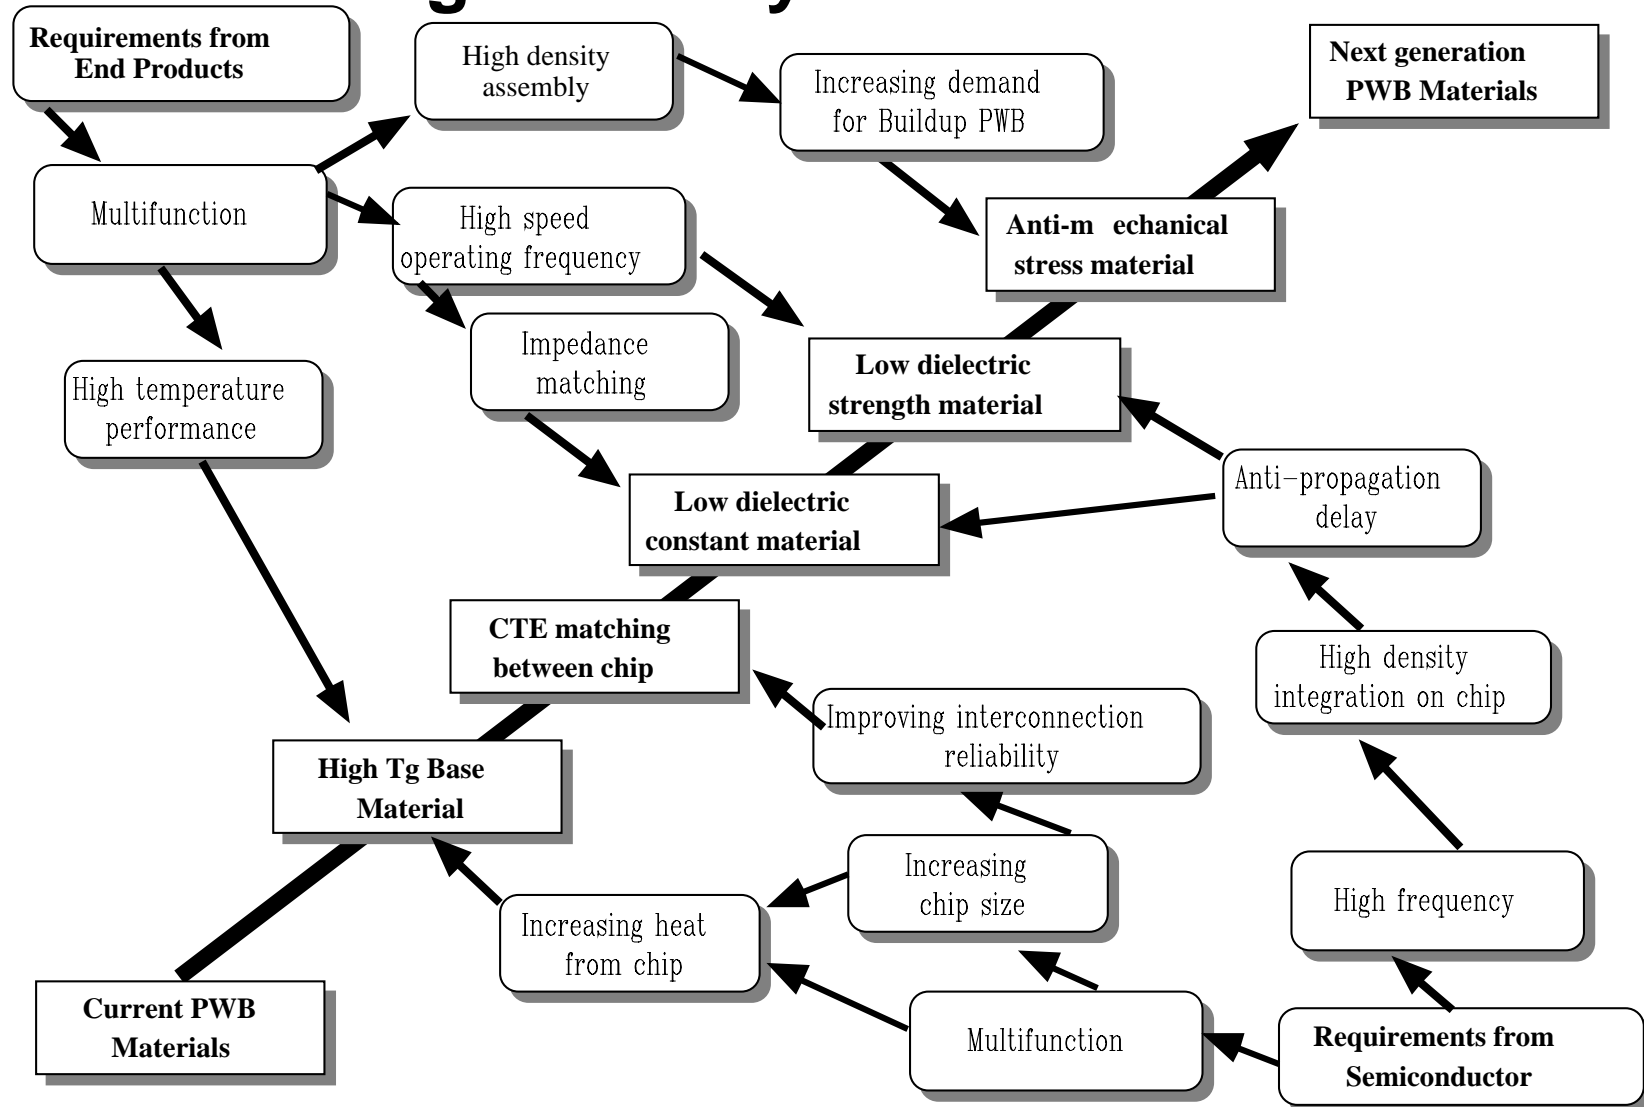 Requirements from
End Products
High density
assembly
Increasing demand
for Buildup PWB
Next generation
PWB Materials
Multifunction
High speed
operating frequency
Anti-m echanical
stress material
Impedance
matching
Low dielectric
strength material
High temperature
performance
Low dielectric
constant material
Anti-propagation
delay
CTE matching
between chip
High density
integration on chip
Improving interconnection
reliability
High Tg Base
Material
Increasing
chip size
High frequency
Increasing heat
from chip
Current PWB
Materials
Multifunction
Requirements from
Semiconductor